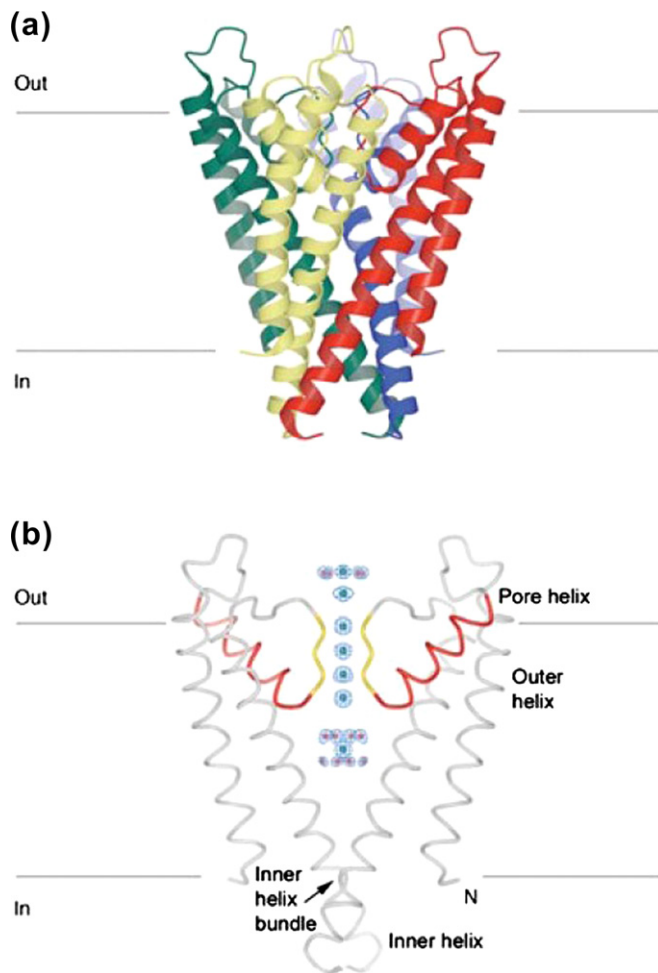 (a)
Out
In
(b)
Out
Pore helix
Outer
helix
Inner
helix
bundle
N
In
Inner helix